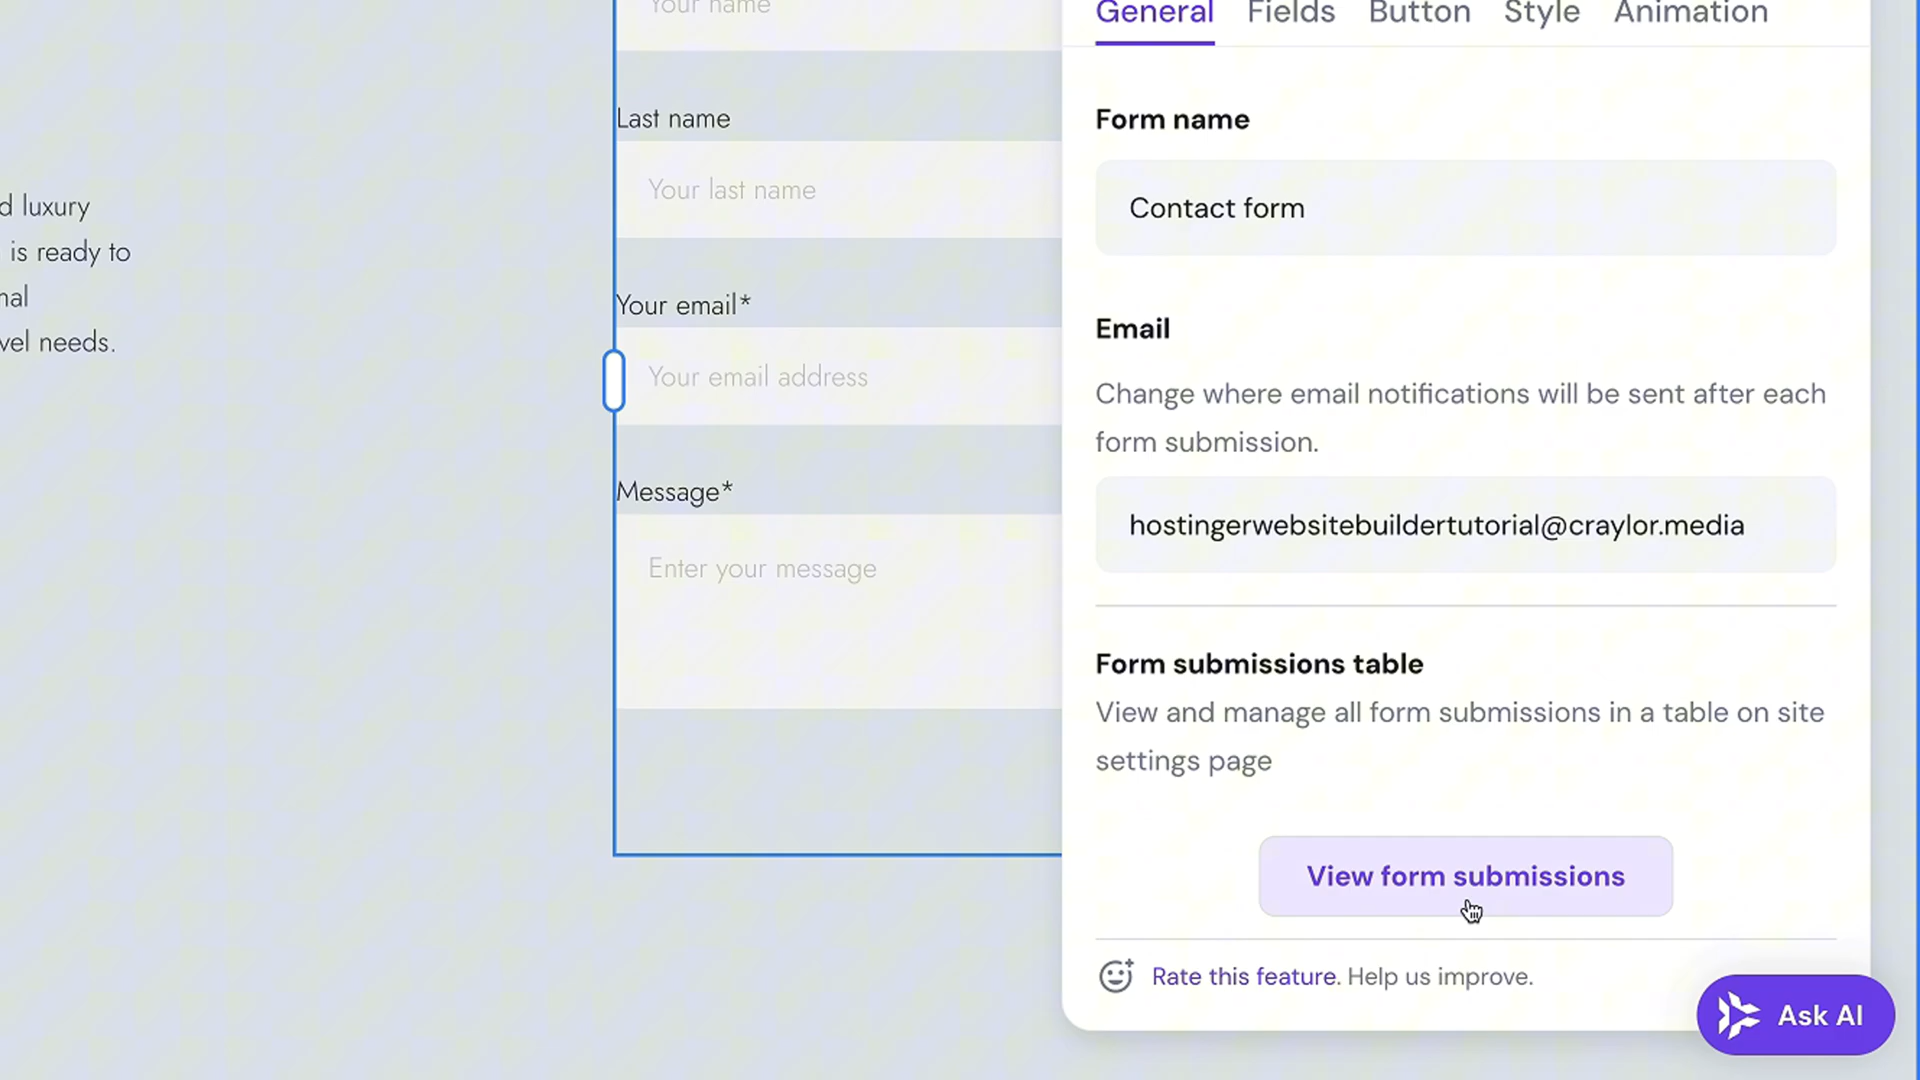 d luxury
is ready to
nal
vel needs.
Your name
Last name
Your last name
Your email*
Your email address
Message*
Enter your message
General Fields Button Style Animation
Form name
Contact form
Email
Change where email notifications will be sent after each
form submission.
hostingerwebsitebuildertutorial@craylor.media
Form submissions table
View and manage all form submissions in a table on site
settings page
View form submissions
Rate this feature. Help us improve.
Ask AI